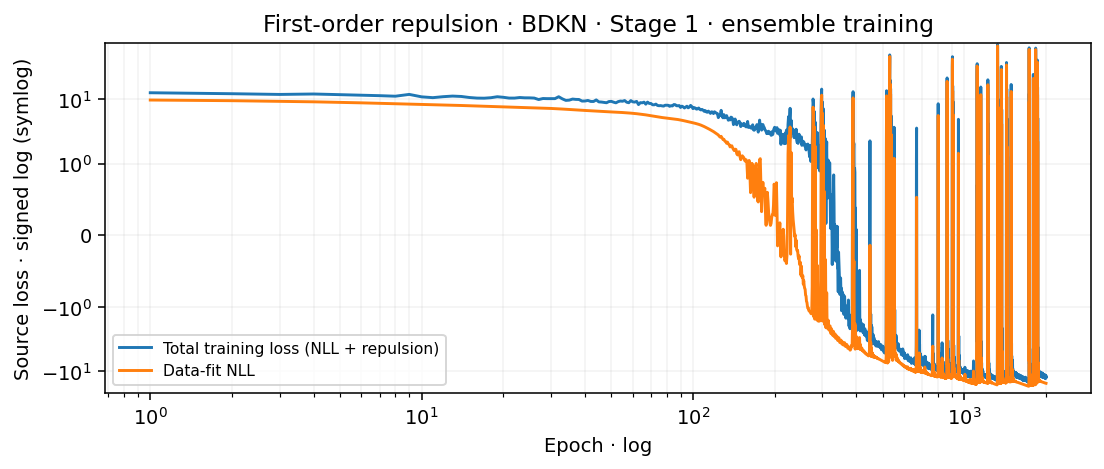 First-order repulsion · BDKN · Stage 1 · ensemble training
Source loss · signed log (symlog)
10¹
10⁰
0
−10⁰
−10¹
Total training loss (NLL + repulsion)
Data-fit NLL
10⁰
10¹
10²
10³
Epoch · log